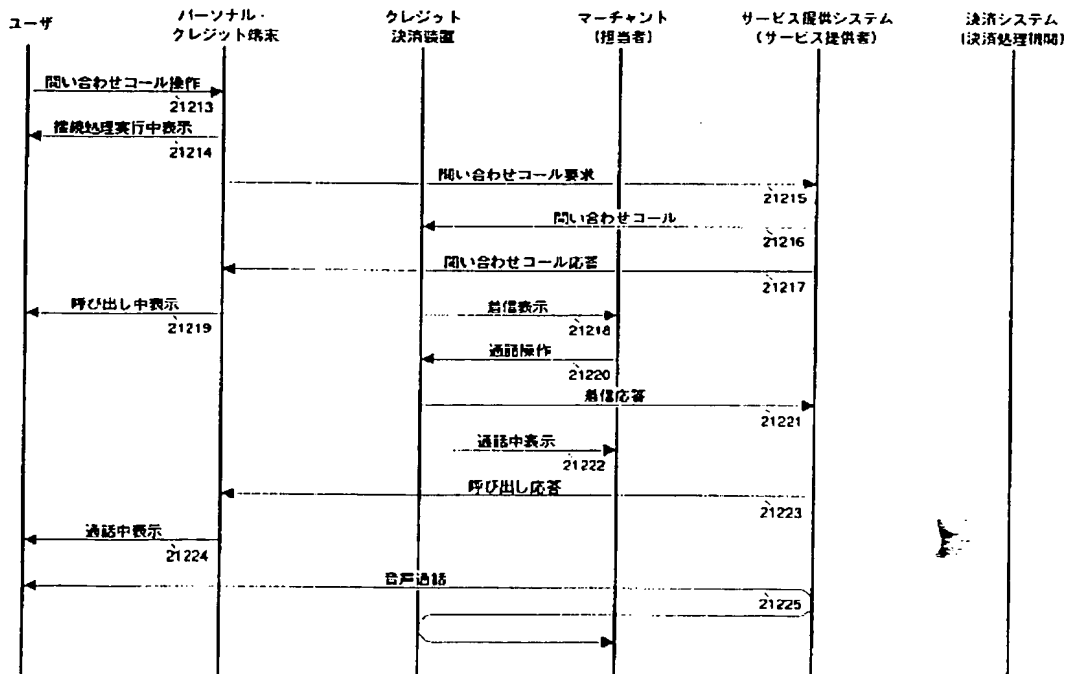 ユーザ
パーソナル・
クレジット端末
クレジット
決済装置
マーチャント
(担当者)
サービス提供システム
(サービス提供者)
決済システム
(決済処理機関)
問い合わせコール操作
21213
接続処理実行中表示
21214
問い合わせコール要求
21215
問い合わせコール
21216
問い合わせコール応答
21217
呼び出し中表示
21219
着信表示
21218
通話操作
21220
着信応答
21221
通話中表示
21222
呼び出し応答
21223
通話中表示
21224
音声通話
21225